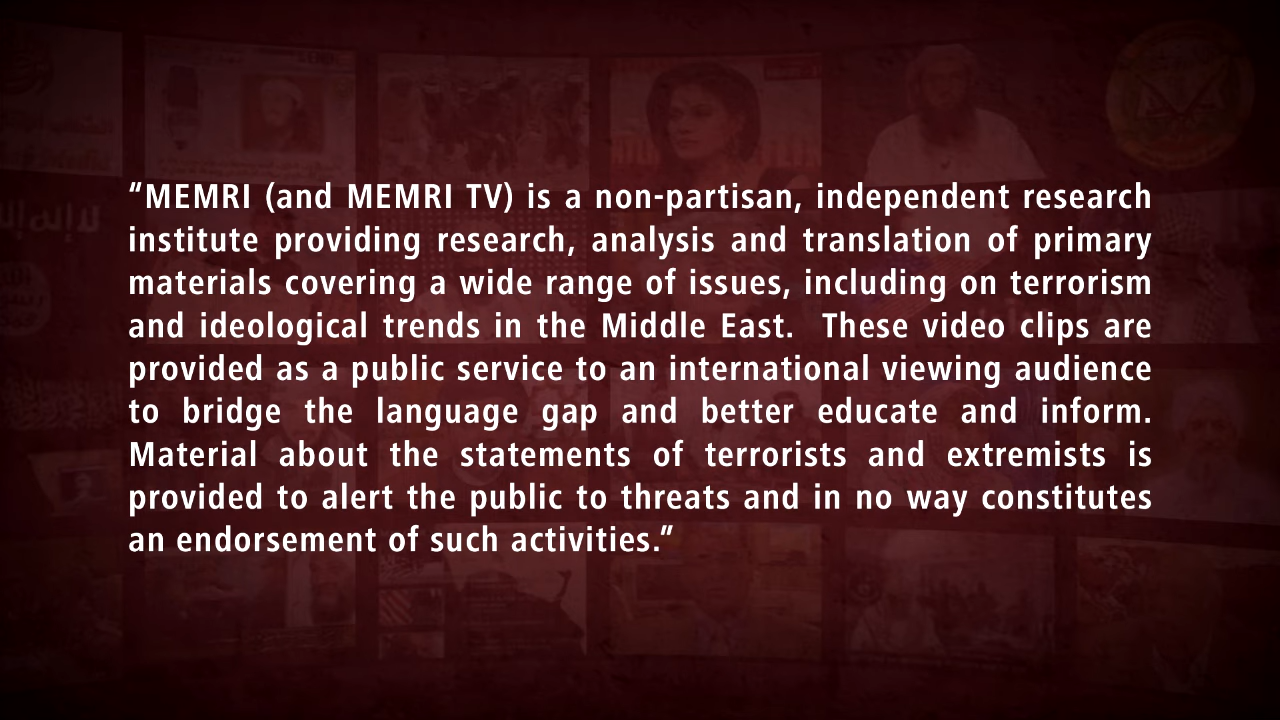 “MEMRI (and MEMRI TV) is a non-partisan, independent research
institute providing research, analysis and translation of primary
materials covering a wide range of issues, including on terrorism
and ideological trends in the Middle East.  These video clips are
provided as a public service to an international viewing audience
to bridge the language gap and better educate and inform.
Material about the statements of terrorists and extremists is
provided to alert the public to threats and in no way constitutes
an endorsement of such activities.”